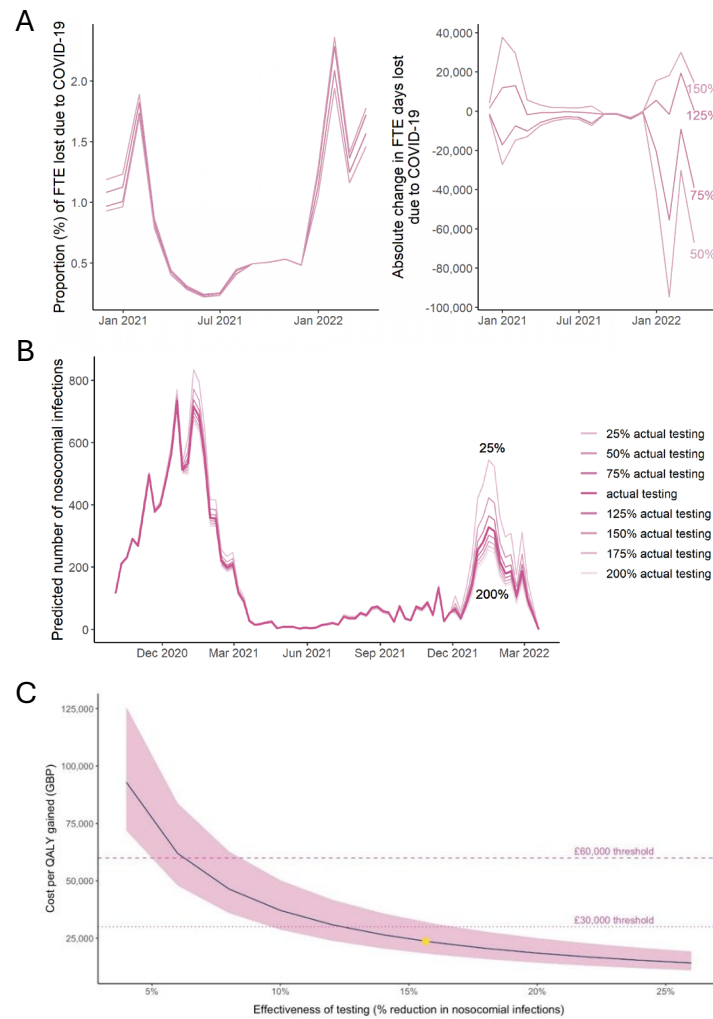 A
Proportion (%) of FTE lost due to COVID-19
2.0
1.5
1.0
0.5
Jan 2021
Jul 2021
Jan 2022
Absolute change in FTE days lost
due to COVID-19
40,000
20,000
0
-20,000
-40,000
-60,000
-80,000
-100,000
150%
125%
75%
50%
Jan 2021
Jul 2021
Jan 2022
B
Predicted number of nosocomial infections
800
600
400
200
0
25%
200%
Dec 2020
Mar 2021
Jun 2021
Sep 2021
Dec 2021
Mar 2022
25% actual testing
50% actual testing
75% actual testing
actual testing
125% actual testing
150% actual testing
175% actual testing
200% actual testing
C
Cost per QALY gained (GBP)
125,000
100,000
75,000
50,000
25,000
£60,000 threshold
£30,000 threshold
5%
10%
15%
20%
25%
Effectiveness of testing (% reduction in nosocomial infections)